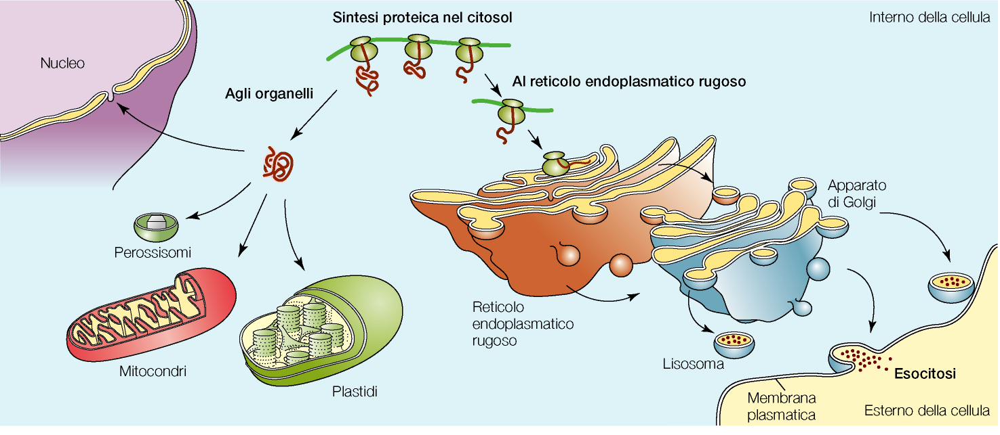 Sintesi proteica nel citosol
Interno della cellula
Nucleo
Agli organelli
Al reticolo endoplasmatico rugoso
Apparato
di Golgi
Perossisomi
Reticolo
endoplasmatico
rugoso
Lisosoma
Mitocondri
Plastidi
Esocitosi
Membrana
plasmatica
Esterno della cellula